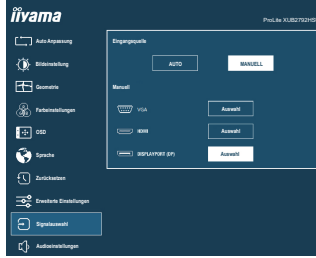 iiyama
ProLite XUB2792HS
Auto Anpassung
Bildeinstellung
Geometrie
Farbeinstellungen
OSD
Sprache
Zurücksetzen
Erweiterte Einstellungen
Signalauswahl
Audioeinstellungen
Eingangsquelle
AUTO MANUELL
Manuell
VGA Auswahl
HDMI Auswahl
DISPLAYPORT (DP) Auswahl